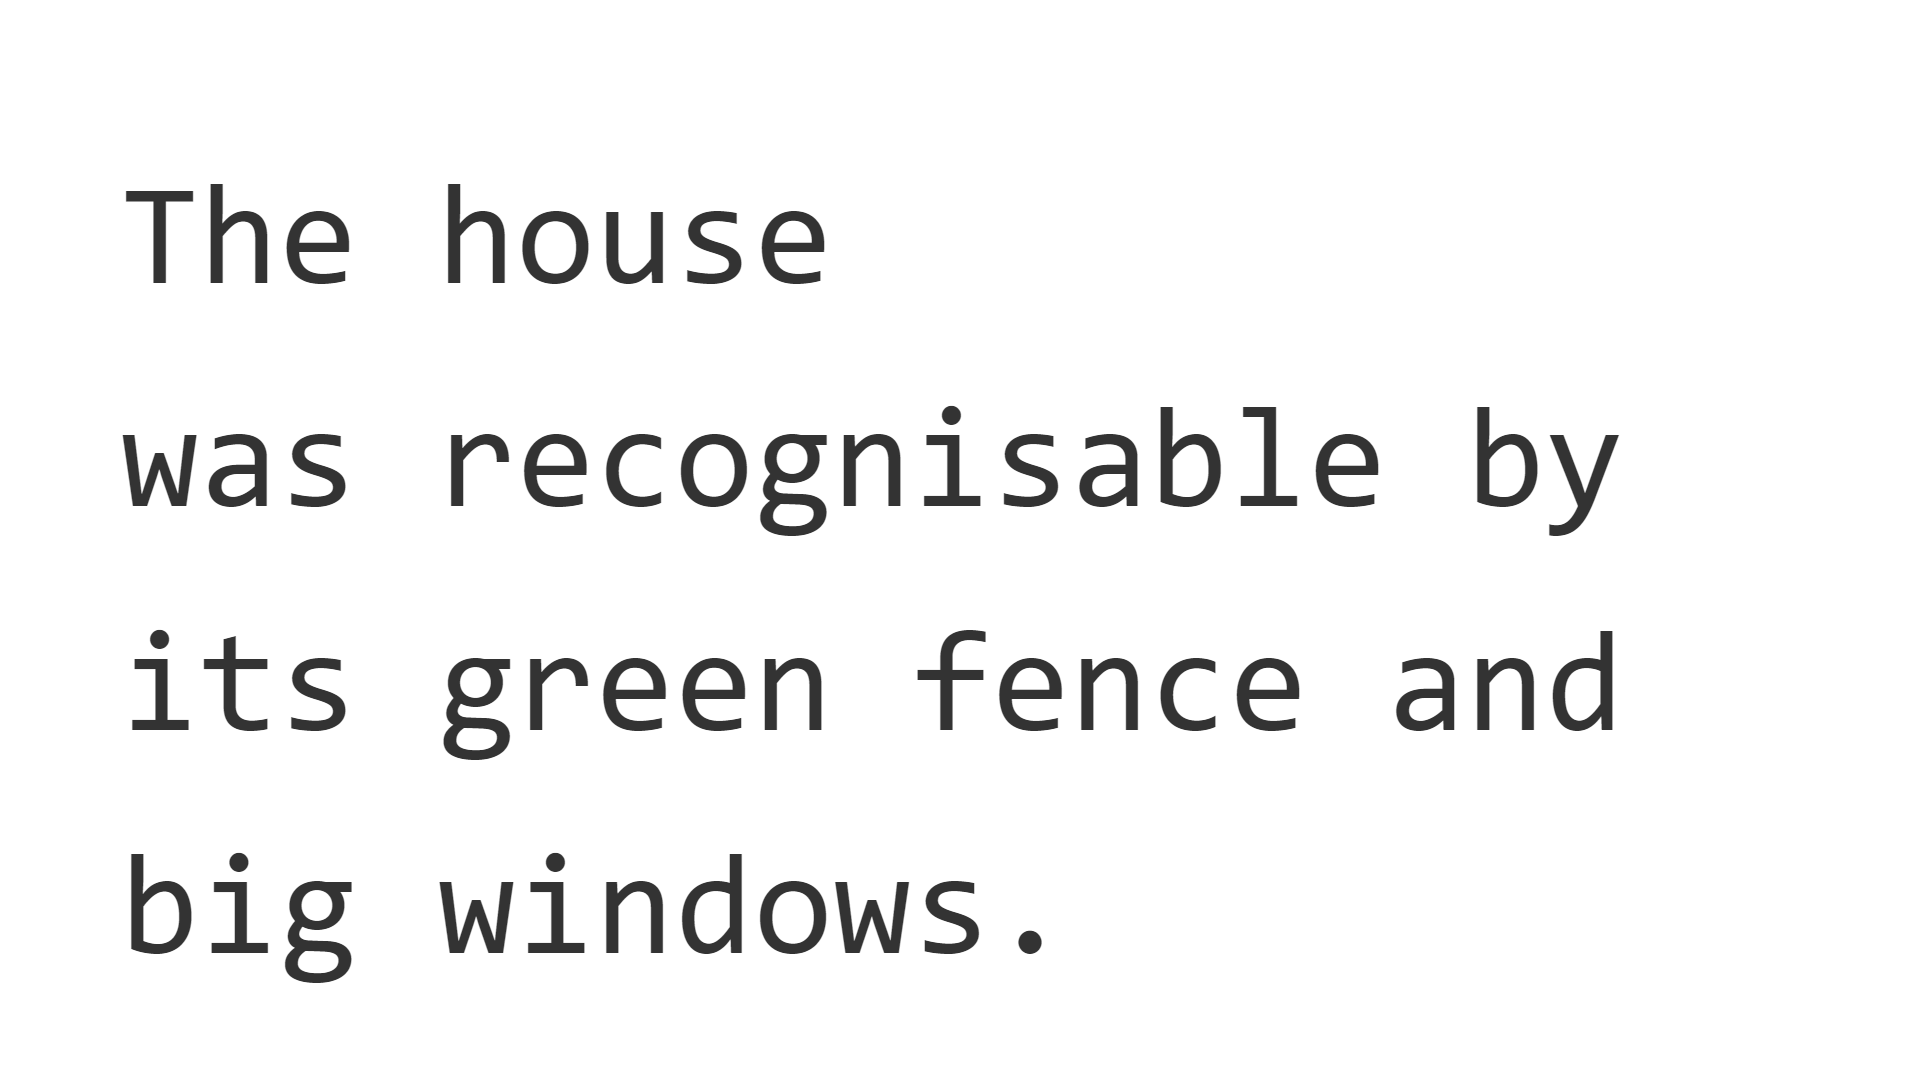 The house
was recognisable by
its green fence and
big windows.